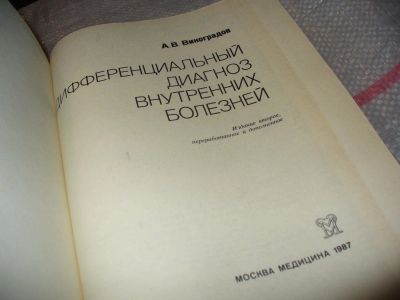 А. В. Виноградов
ДИФФЕРЕНЦИАЛЬНЫЙ
ДИАГНОЗ
ВНУТРЕННИХ
БОЛЕЗНЕЙ
Издание второе,
переработанное и дополненное
МОСКВА МЕДИЦИНА 1987